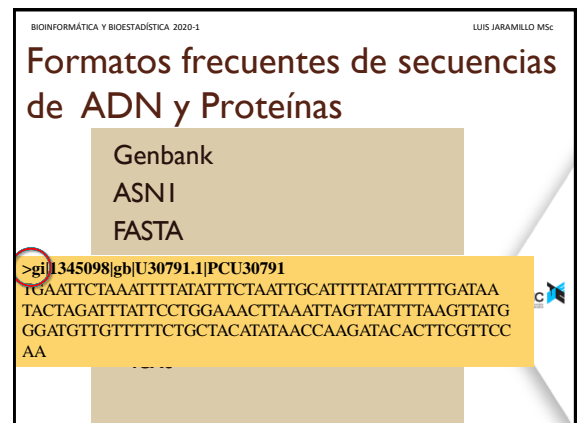 BIOINFORMÁTICA Y BIOESTADÍSTICA 2020-1
LUIS JARAMILLO MSc
Formatos frecuentes de secuencias
de ADN y Proteínas
Genbank
ASN1
FASTA
>gi|1345098|gb|U30791.1|PCU30791
TGAATTCTAAATTTTATATTTCTAATTGCATTTTATATTTTTGATAA
TACTAGATTTATTCCTGGAAACTTAAATTAGTTATTTTAAGTTATG
GGATGTTGTTTTTCTGCTACATATAACCAAGATACACTTCGTTCC
AA
C